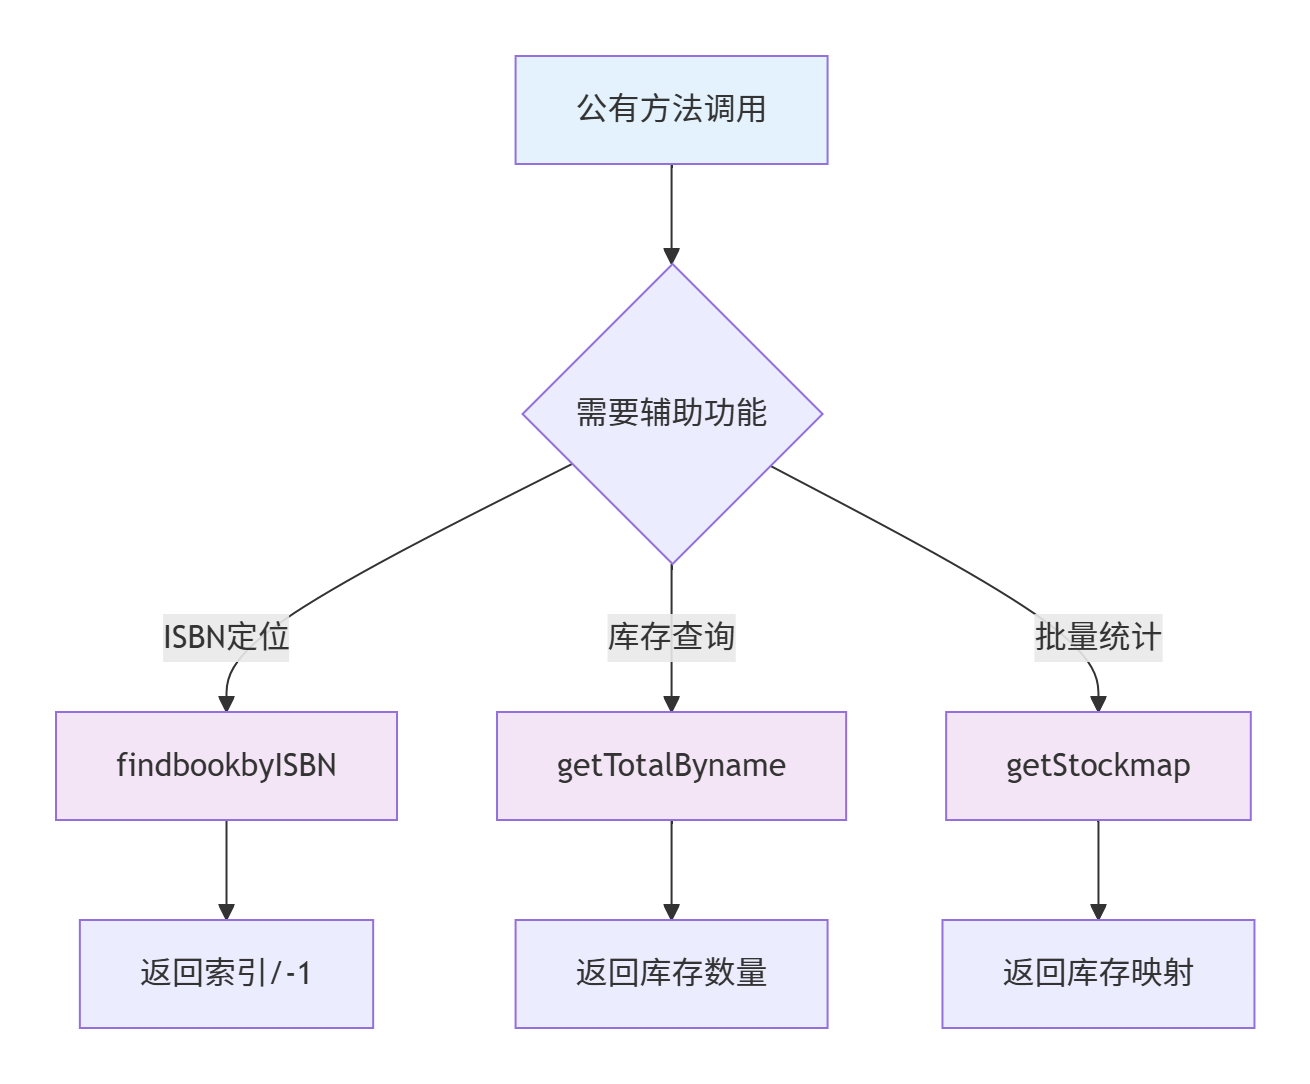 公有方法调用
需要辅助功能
ISBN定位
库存查询
批量统计
findbookbyISBN
getTotalByname
getStockmap
返回索引/-1
返回库存数量
返回库存映射